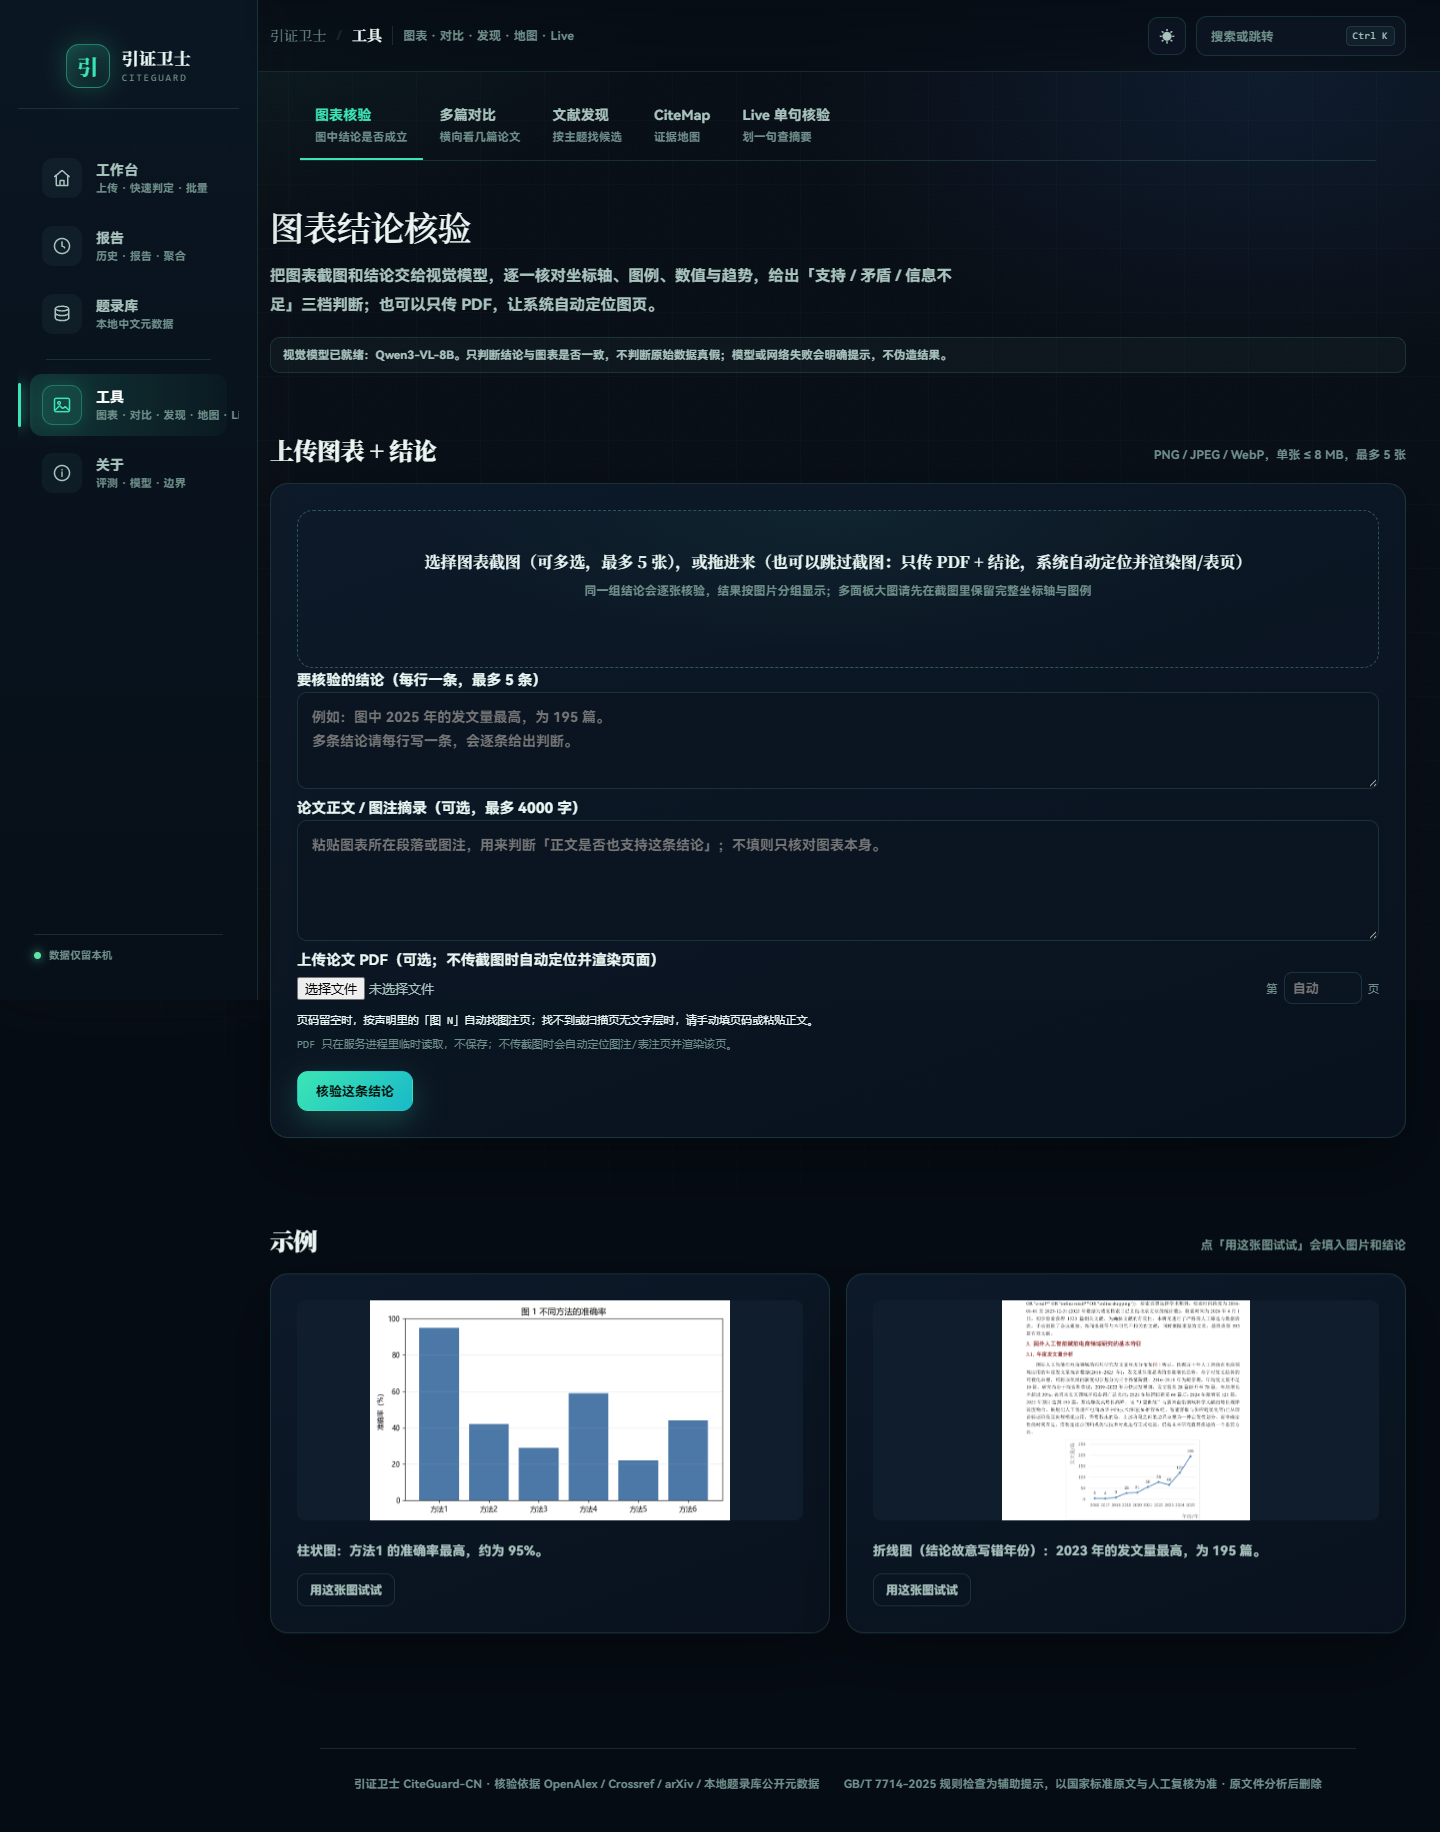 引
引证卫士
CITEGUARD
工作台
上传 · 快速判定 · 批量
报告
历史 · 报告 · 聚合
题录库
本地中文元数据
工具
图表 · 对比 · 发现 · 地图 · Li
关于
评测 · 模型 · 边界
数据仅留本机
引证卫士 / 工具 图表 · 对比 · 发现 · 地图 · Live
搜索或跳转 Ctrl K
图表核验
图中结论是否成立
多篇对比
横向看几篇论文
文献发现
按主题找候选
CiteMap
证据地图
Live 单句核验
划一句查摘要
图表结论核验
把图表截图和结论交给视觉模型，逐一核对坐标轴、图例、数值与趋势，给出「支持 / 矛盾 / 信息不
足」三档判断；也可以只传 PDF，让系统自动定位图页。
视觉模型已就绪：Qwen3-VL-8B。只判断结论与图表是否一致，不判断原始数据真假；模型或网络失败会明确提示，不伪造结果。
上传图表 + 结论
PNG / JPEG / WebP，单张 ≤ 8 MB，最多 5 张
选择图表截图（可多选，最多 5 张），或拖进来（也可以跳过截图：只传 PDF + 结论，系统自动定位并渲染图/表页）
同一组结论会逐张核验，结果按图片分组显示；多面板大图请先在截图里保留完整坐标轴与图例
要核验的结论（每行一条，最多 5 条）
例如：图中 2025 年的发文量最高，为 195 篇。
多条结论请每行写一条，会逐条给出判断。
论文正文 / 图注摘录（可选，最多 4000 字）
粘贴图表所在段落或图注，用来判断「正文是否也支持这条结论」；不填则只核对图表本身。
上传论文 PDF（可选；不传截图时自动定位并渲染页面）
选择文件 未选择文件
第 自动 页
页码留空时，按声明里的「图 N」自动找图注页；找不到或扫描页无文字层时，请手动填页码或粘贴正文。
PDF 只在服务进程里临时读取，不保存；不传截图时会自动定位图注/表注页并渲染该页。
核验这条结论
示例
点「用这张图试试」会填入图片和结论
图 1 不同方法的准确率
准确率 (%)
100
80
60
40
20
0
方法1 方法2 方法3 方法4 方法5 方法6
柱状图：方法1 的准确率最高，约为 95%。
用这张图试试
3. 国外人工智能赋能电商领域研究的基本特征
3.1. 年度发文量分析
折线图（结论故意写错年份）：2023 年的发文量最高，为 195 篇。
用这张图试试
引证卫士 CiteGuard-CN · 核验依据 OpenAlex / Crossref / arXiv / 本地题录库公开元数据
GB/T 7714-2025 规则检查为辅助提示，以国家标准原文与人工复核为准 · 原文件分析后删除